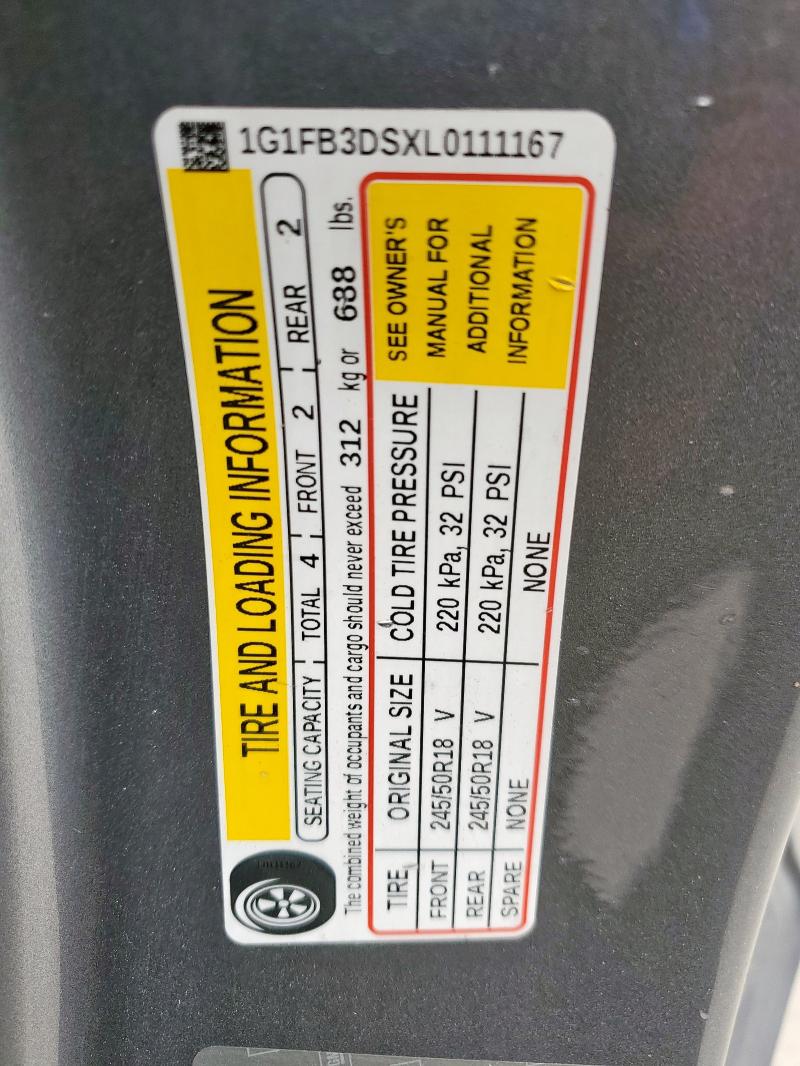 1G1FB3DSXL0111167
TIRE AND LOADING INFORMATION
SEATING CAPACITY TOTAL 4 FRONT 2 REAR 2
The combined weight of occupants and cargo should never exceed 312 kg or 688 lbs.
TIRE ORIGINAL SIZE COLD TIRE PRESSURE
FRONT 245/50R18 V 220 kPa, 32 PSI
REAR 245/50R18 V 220 kPa, 32 PSI
SPARE NONE NONE
SEE OWNER'S
MANUAL FOR
ADDITIONAL
INFORMATION